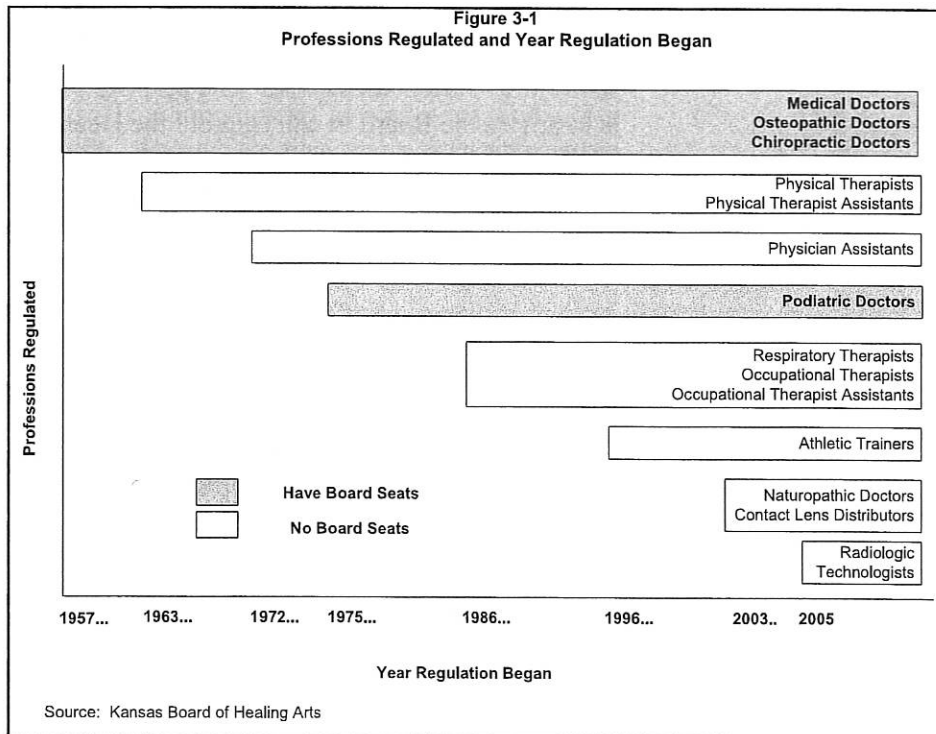 Figure 3-1
Professions Regulated and Year Regulation Began
Medical Doctors
Osteopathic Doctors
Chiropractic Doctors
Physical Therapists
Physical Therapist Assistants
Physician Assistants
Podiatric Doctors
Respiratory Therapists
Occupational Therapists
Occupational Therapist Assistants
Athletic Trainers
Naturopathic Doctors
Contact Lens Distributors
Radiologic
Technologists
Have Board Seats
No Board Seats
Professions Regulated
1957... 1963... 1972... 1975... 1986... 1996... 2003.. 2005
Year Regulation Began
Source: Kansas Board of Healing Arts